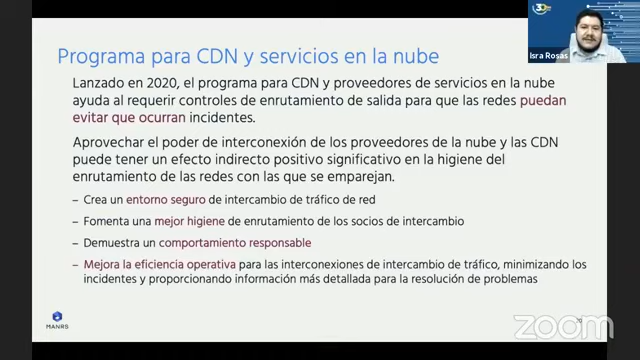 30
Isra Rosas
Programa para CDN y servicios en la nube
Lanzado en 2020, el programa para CDN y proveedores de servicios en la nube
ayuda al requerir controles de enrutamiento de salida para que las redes puedan
evitar que ocurran incidentes.
Aprovechar el poder de interconexión de los proveedores de la nube y las CDN
puede tener un efecto indirecto positivo significativo en la higiene del
enrutamiento de las redes con las que se emparejan.
– Crea un entorno seguro de intercambio de tráfico de red
– Fomenta una mejor higiene de enrutamiento de los socios de intercambio
– Demuestra un comportamiento responsable
– Mejora la eficiencia operativa para las interconexiones de intercambio de tráfico, minimizando los
incidentes y proporcionando información más detallada para la resolución de problemas
MANRS
zoom